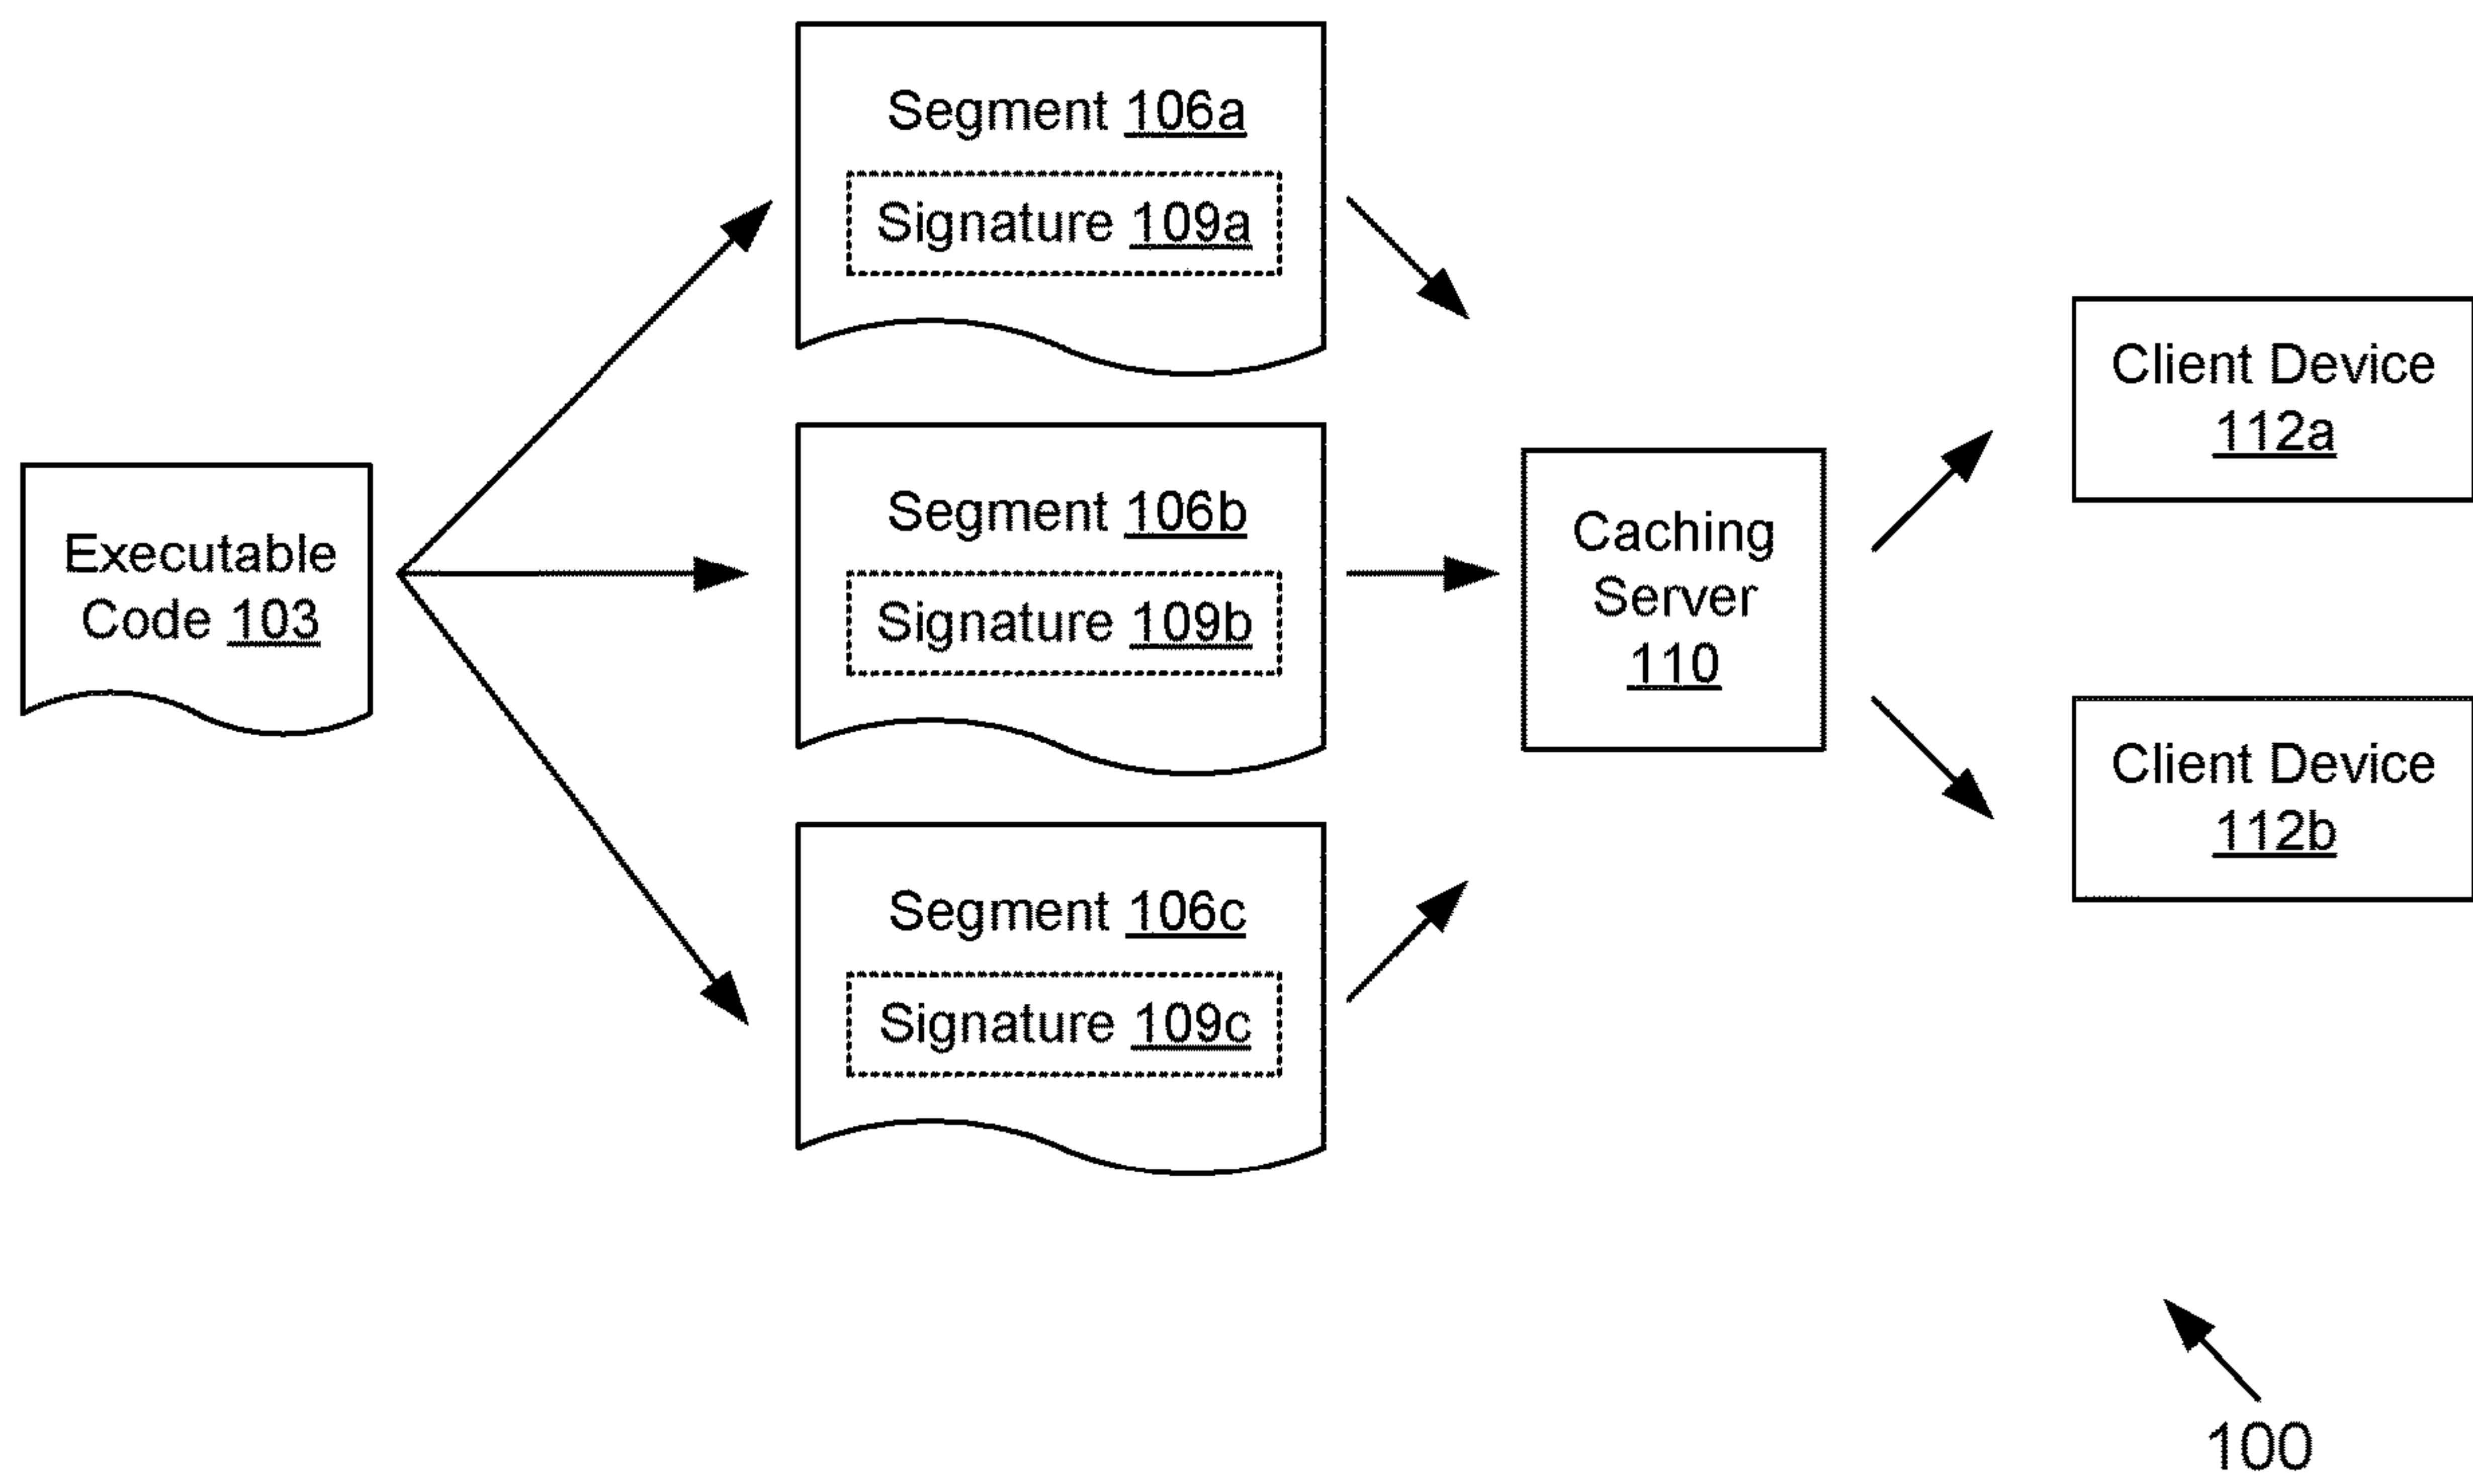 Executable
Code 103
Segment 106a
Signature 109a
Segment 106b
Signature 109b
Segment 106c
Signature 109c
Caching
Server
110
Client Device
112a
Client Device
112b
100